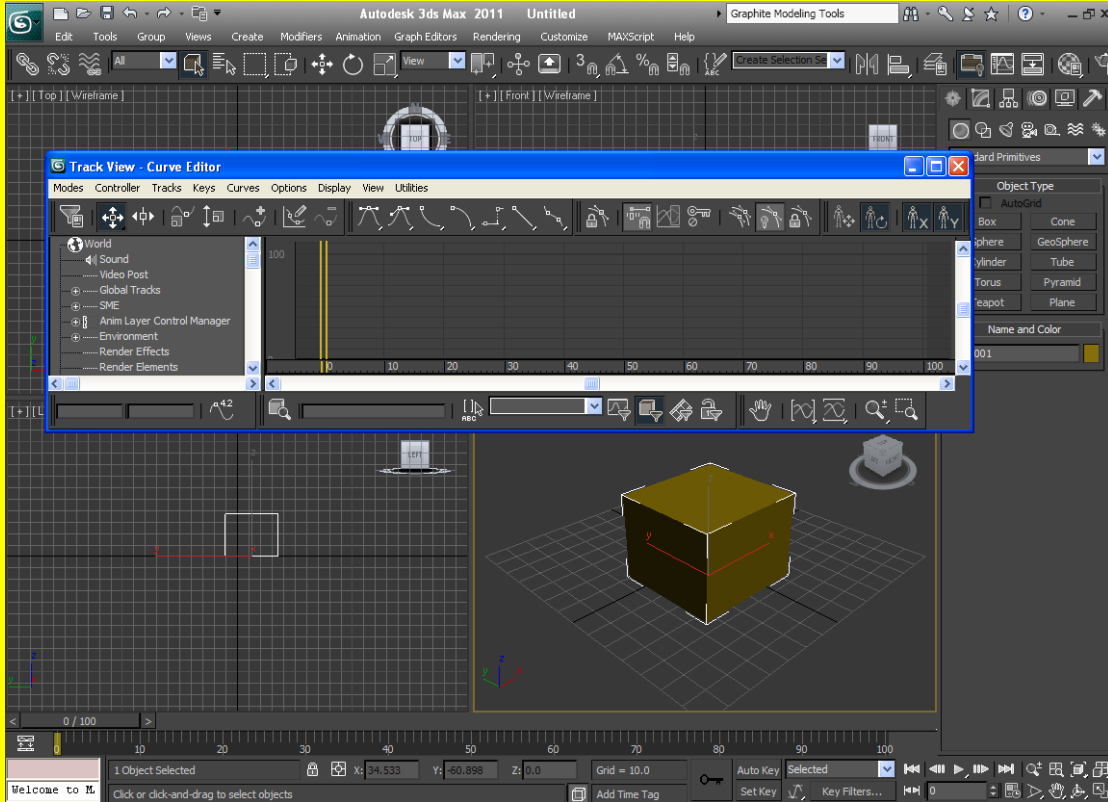 Autodesk 3ds Max 2011 Untitled
Graphite Modeling Tools
Edit Tools Group Views Create Modifiers Animation Graph Editors Rendering Customize MAXScript Help
All
View
3
Create Selection Se
[ + ] [ Top ] [ Wireframe ]
[ + ] [ Front ] [ Wireframe ]
TOP
FRONT
Track View - Curve Editor
Modes Controller Tracks Keys Curves Options Display View Utilities
World
Sound
Video Post
Global Tracks
SME
Anim Layer Control Manager
Environment
Render Effects
Render Elements
100
0 10 20 30 40 50 60 70 80 90 100
42
ABC
dard Primitives
Object Type
AutoGrid
Box Cone
Sphere GeoSphere
ylinder Tube
Torus Pyramid
Teapot Plane
Name and Color
001
[ + ] [ L
LEFT
z
y x
y x
z
y
z
y x
0 / 100
0 10 20 30 40 50 60 70 80 90 100
1 Object Selected
X: 34.533 Y: -60.898 Z: 0.0
Grid = 10.0
Auto Key Selected
Welcome to M
Click or click-and-drag to select objects
Add Time Tag
Set Key Key Filters...
0